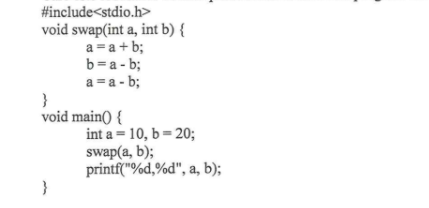 #include<stdio.h>
void swap(int a, int b) {
a = a + b;
b = a - b;
a = a - b;
}
void main() {
int a = 10, b = 20;
swap(a, b);
printf("%d,%d", a, b);
}